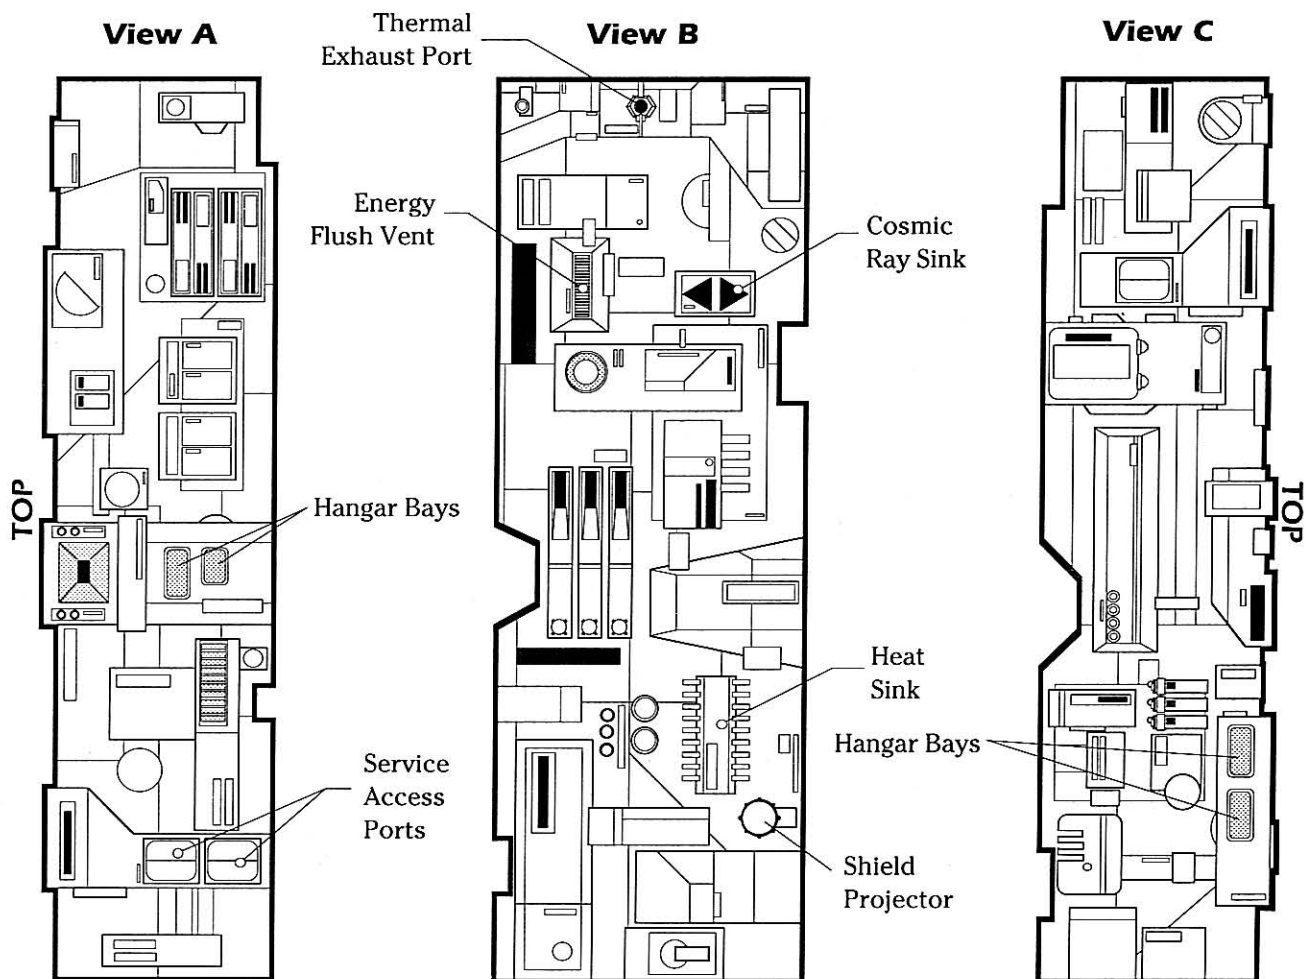 View A
Thermal
Exhaust Port
View B
View C
Energy
Flush Vent
Cosmic
Ray Sink
TOP
Hangar Bays
TOP
Heat
Sink
Hangar Bays
Service
Access
Ports
Shield
Projector